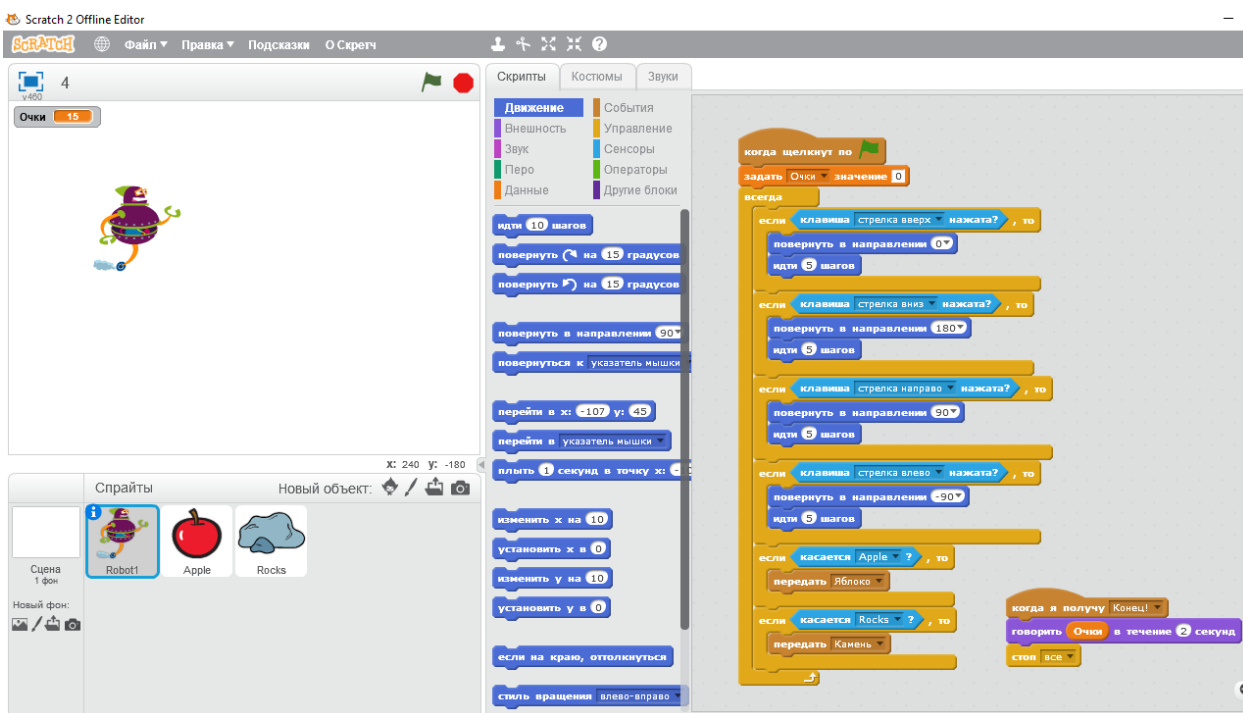 Scratch 2 Offline Editor
SCRATCH
Файл
Правка
Подсказки
О Скретч
4
v460
Очки 15
X: 240 y: -180
Спрайты
Новый объект:
Сцена
1 фон
Новый фон:
Robot1
Apple
Rocks
Скрипты
Костюмы
Звуки
Движение
События
Внешность
Управление
Звук
Сенсоры
Перо
Операторы
Данные
Другие блоки
идти 10 шагов
повернуть на 15 градусов
повернуть на 15 градусов
повернуть в направлении 90
повернуться к указатель мышки
перейти в x: -107 y: 45
перейти в указатель мышки
плыть 1 секунд в точку x:
изменить x на 10
установить x в 0
изменить y на 10
установить y в 0
если на краю, оттолкнуться
стиль вращения влево-вправо
когда щелкнут по
задать Очки значение 0
всегда
если клавиша стрелка вверх нажата? , то
повернуть в направлении 0
идти 5 шагов
если клавиша стрелка вниз нажата? , то
повернуть в направлении 180
идти 5 шагов
если клавиша стрелка направо нажата? , то
повернуть в направлении 90
идти 5 шагов
если клавиша стрелка влево нажата? , то
повернуть в направлении -90
идти 5 шагов
если касается Apple ? , то
передать Яблоко
если касается Rocks ? , то
передать Камень
когда я получу Конец!
говорить Очки в течение 2 секунд
стоп все